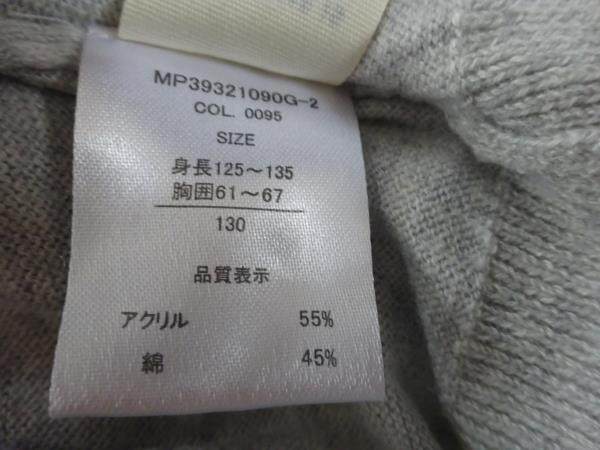 MP39321090G-2
COL. 0095
SIZE
身長125～135
胸囲61～67
130
品質表示
アクリル 55%
綿 45%